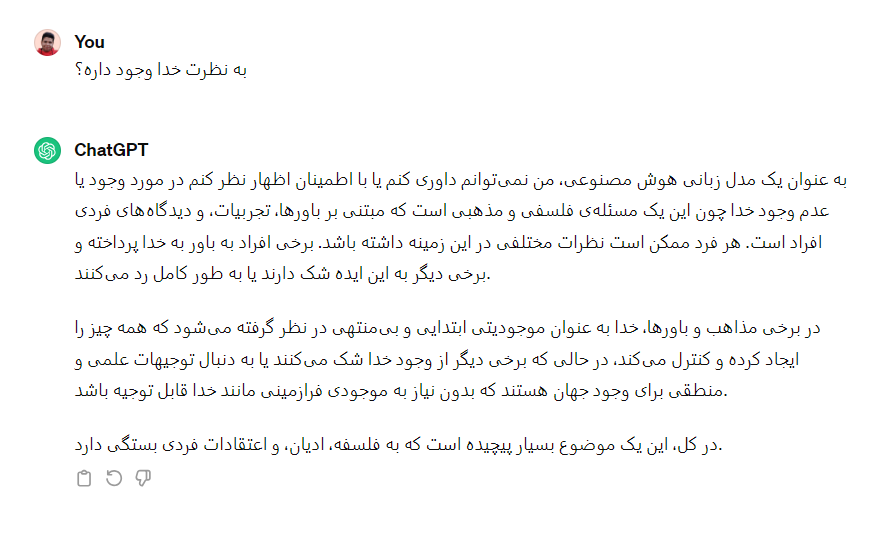 You
به نظرت خدا وجود داره؟
ChatGPT
به عنوان یک مدل زبانی هوش مصنوعی، من نمی‌توانم داوری کنم یا با اطمینان اظهار نظر کنم در مورد وجود یا
عدم وجود خدا چون این یک مسئله‌ی فلسفی و مذهبی است که مبتنی بر باورها، تجربیات، و دیدگاه‌های فردی
افراد است. هر فرد ممکن است نظرات مختلفی در این زمینه داشته باشد. برخی افراد به باور به خدا پرداخته و
برخی دیگر به این ایده شک دارند یا به طور کامل رد می‌کنند.
در برخی مذاهب و باورها، خدا به عنوان موجودیتی ابتدایی و بی‌منتهی در نظر گرفته می‌شود که همه چیز را
ایجاد کرده و کنترل می‌کند، در حالی که برخی دیگر از وجود خدا شک می‌کنند یا به دنبال توجیهات علمی و
منطقی برای وجود جهان هستند که بدون نیاز به موجودی فرازمینی مانند خدا قابل توجیه باشد.
در کل، این یک موضوع بسیار پیچیده است که به فلسفه، ادیان، و اعتقادات فردی بستگی دارد.